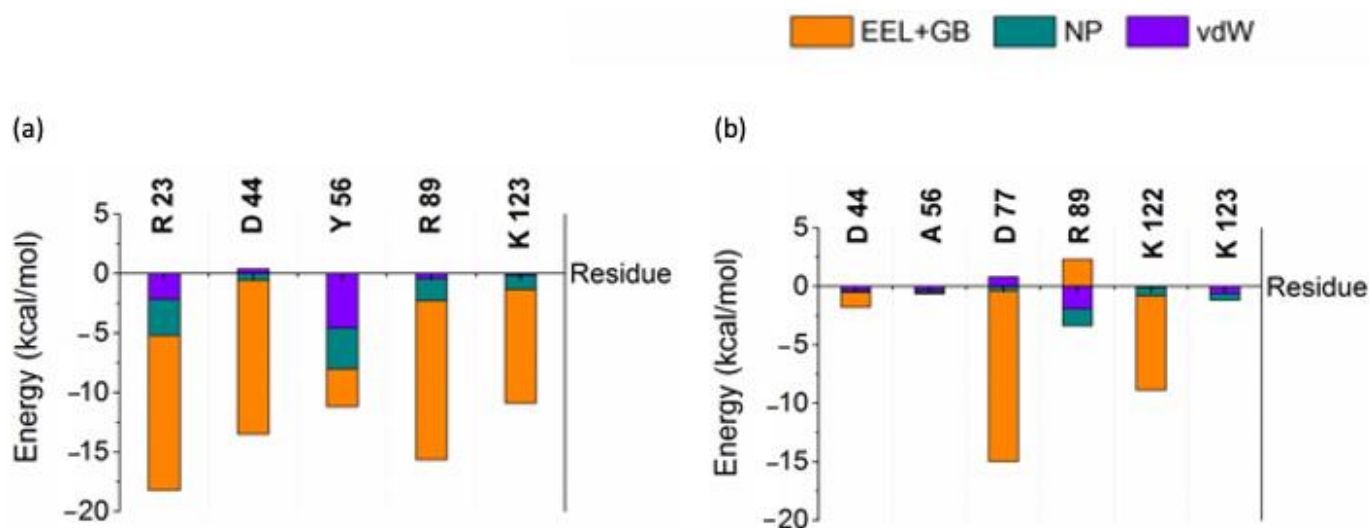 EEL+GB NP vdW
(a) (b)
R 23 D 44 Y 56 R 89 K 123
D 44 A 56 D 77 R 89 K 122 K 123
Energy (kcal/mol)
5
0
−5
−10
−15
−20
Residue
Energy (kcal/mol)
5
0
−5
−10
−15
−20
Residue